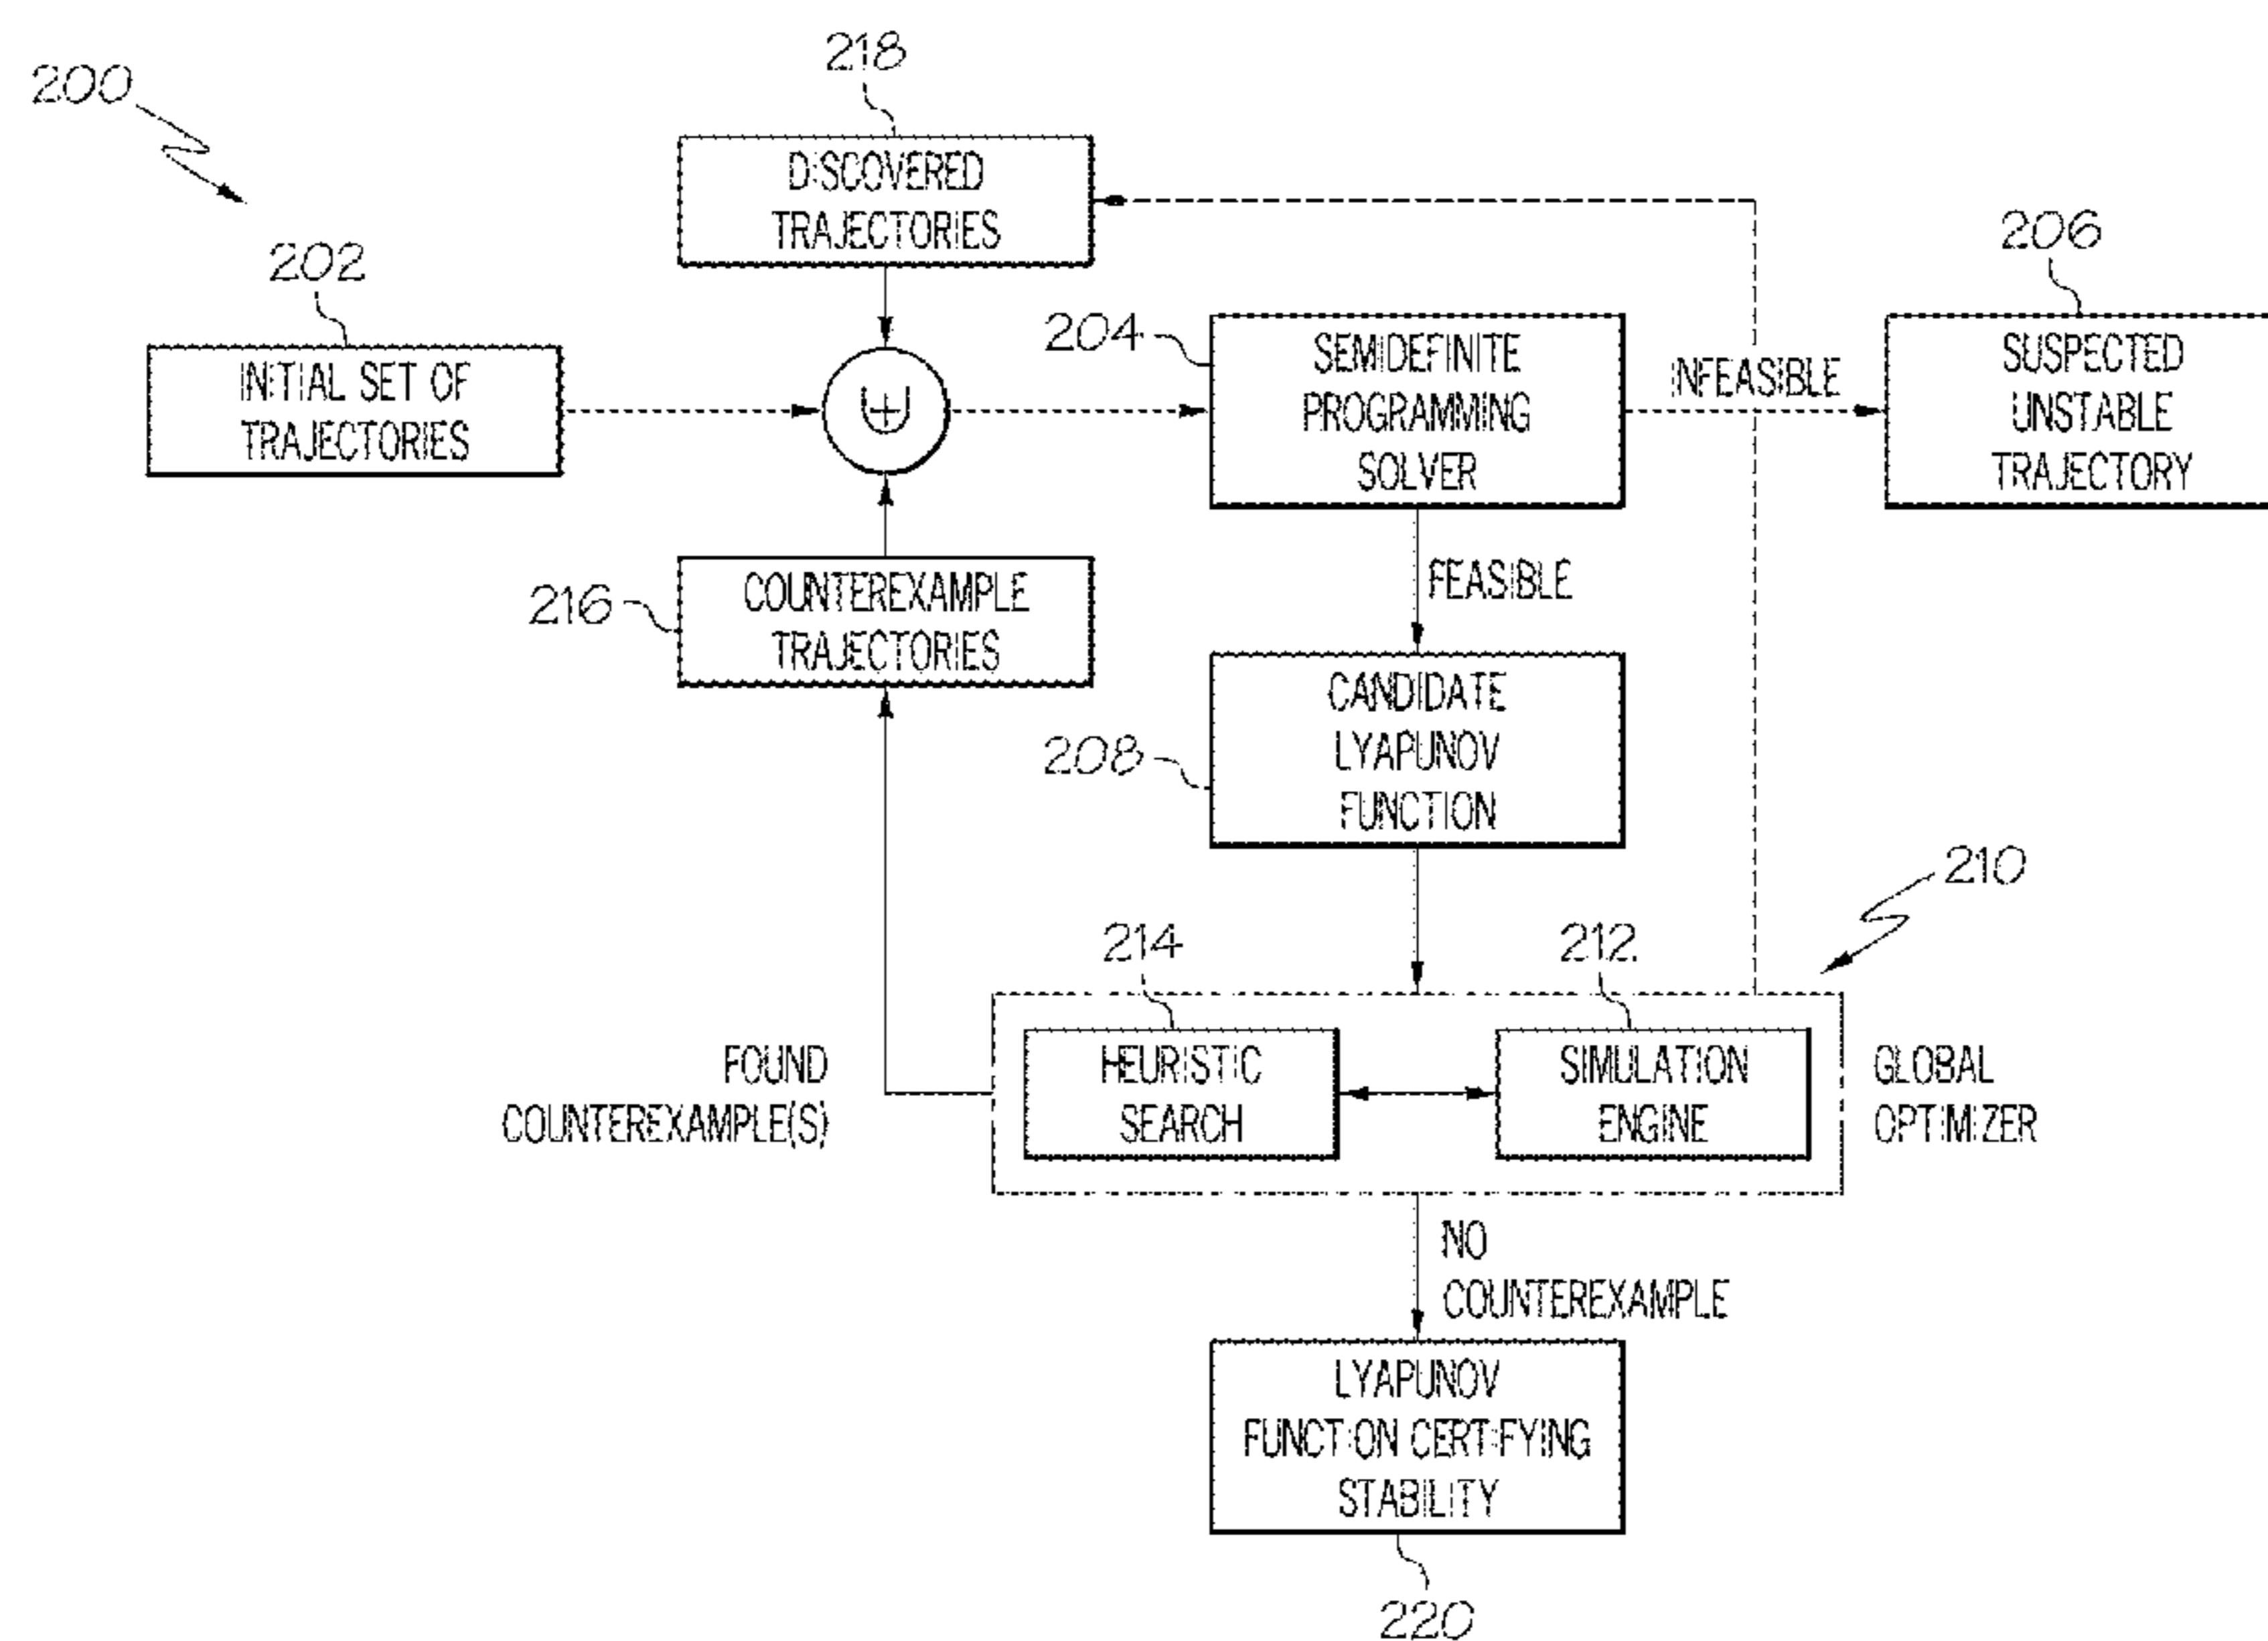 200
218
DISCOVERED
TRAJECTORIES
202
INITIAL SET OF
TRAJECTORIES
204
SEMIDEFINITE
PROGRAMMING
SOLVER
INFEASIBLE
206
SUSPECTED
UNSTABLE
TRAJECTORY
216
COUNTEREXAMPLE
TRAJECTORIES
FEASIBLE
208
CANDIDATE
LYAPUNOV
FUNCTION
210
214
HEURISTIC
SEARCH
212
SIMULATION
ENGINE
GLOBAL
OPTIMIZER
FOUND
COUNTEREXAMPLE(S)
NO
COUNTEREXAMPLE
LYAPUNOV
FUNCTION CERTIFYING
STABILITY
220